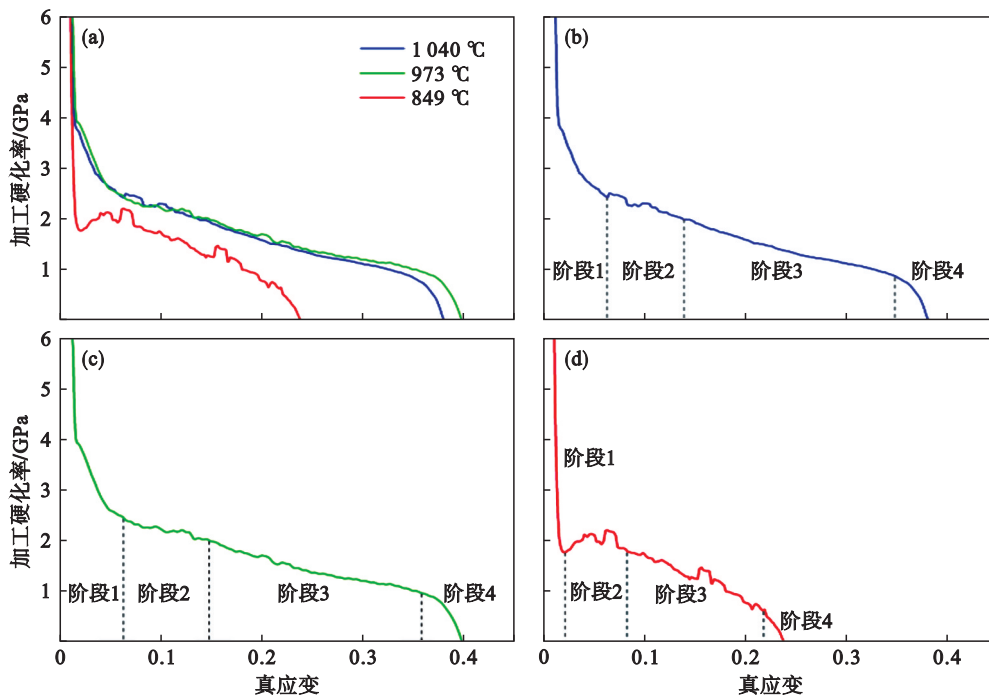 (a)
1 040 ℃
973 ℃
849 ℃
6
5
4
3
2
1
加工硬化率/GPa
(b)
阶段1
阶段2
阶段3
阶段4
(c)
阶段1
阶段2
阶段3
阶段4
6
5
4
3
2
1
加工硬化率/GPa
0
0.1
0.2
0.3
0.4
真应变
(d)
阶段1
阶段2
阶段3
阶段4
0
0.1
0.2
0.3
0.4
真应变